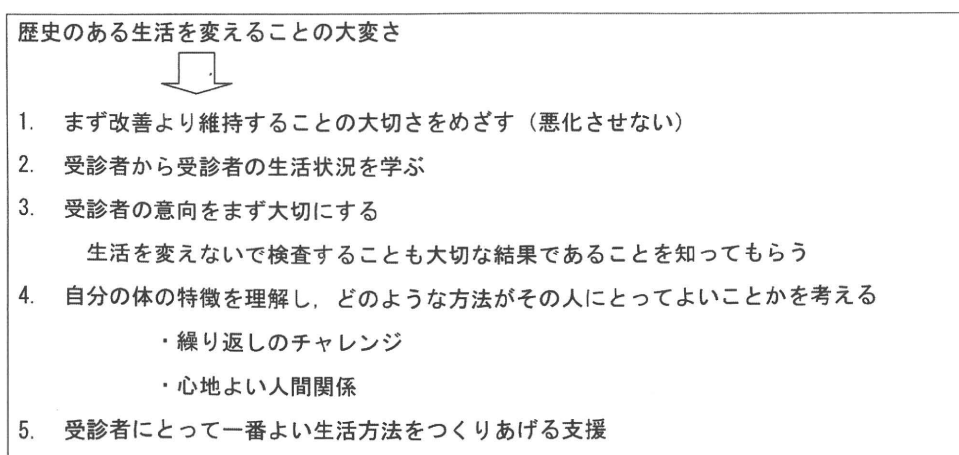 歴史のある生活を変えることの大変さ
1. まず改善より維持することの大切さをめざす（悪化させない）
2. 受診者から受診者の生活状況を学ぶ
3. 受診者の意向をまず大切にする
生活を変えないで検査することも大切な結果であることを知ってもらう
4. 自分の体の特徴を理解し，どのような方法がその人にとってよいことかを考える
・繰り返しのチャレンジ
・心地よい人間関係
5. 受診者にとって一番よい生活方法をつくりあげる支援